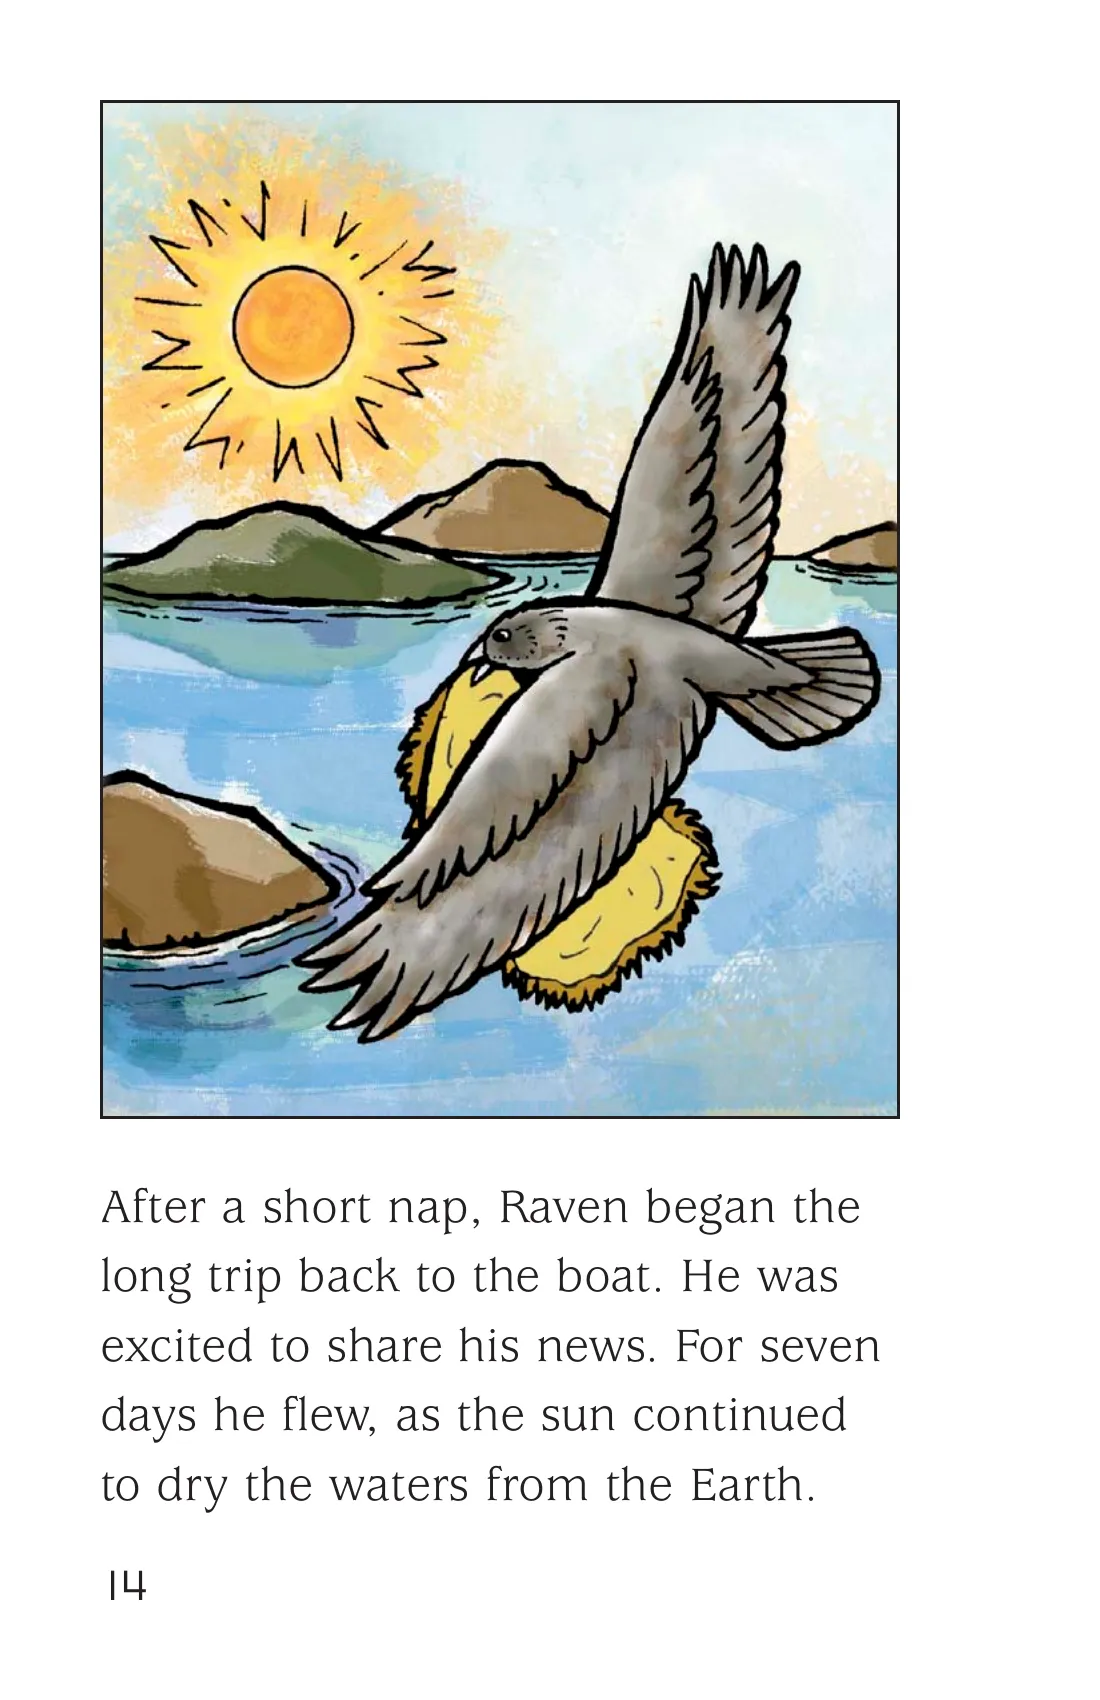 After a short nap, Raven began the
long trip back to the boat. He was
excited to share his news. For seven
days he flew, as the sun continued
to dry the waters from the Earth.
14